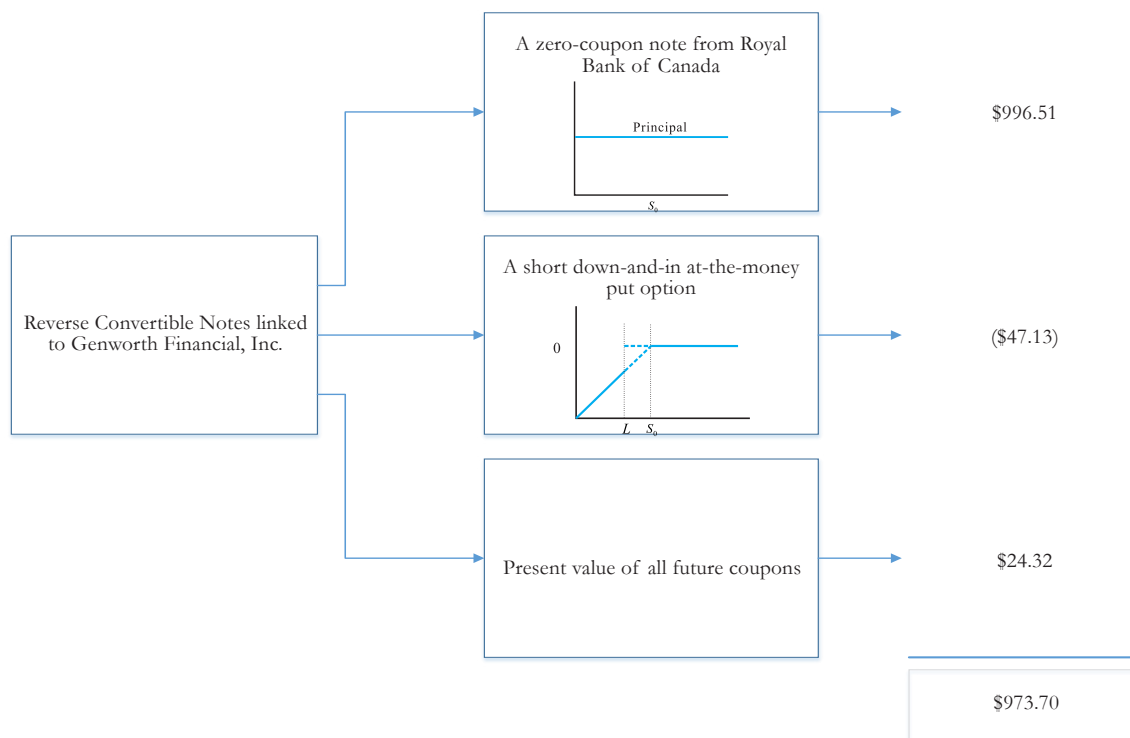 A zero-coupon note from Royal
Bank of Canada
Principal
S₀
$996.51
Reverse Convertible Notes linked
to Genworth Financial, Inc.
A short down-and-in at-the-money
put option
0
L S₀
($47.13)
Present value of all future coupons
$24.32
$973.70